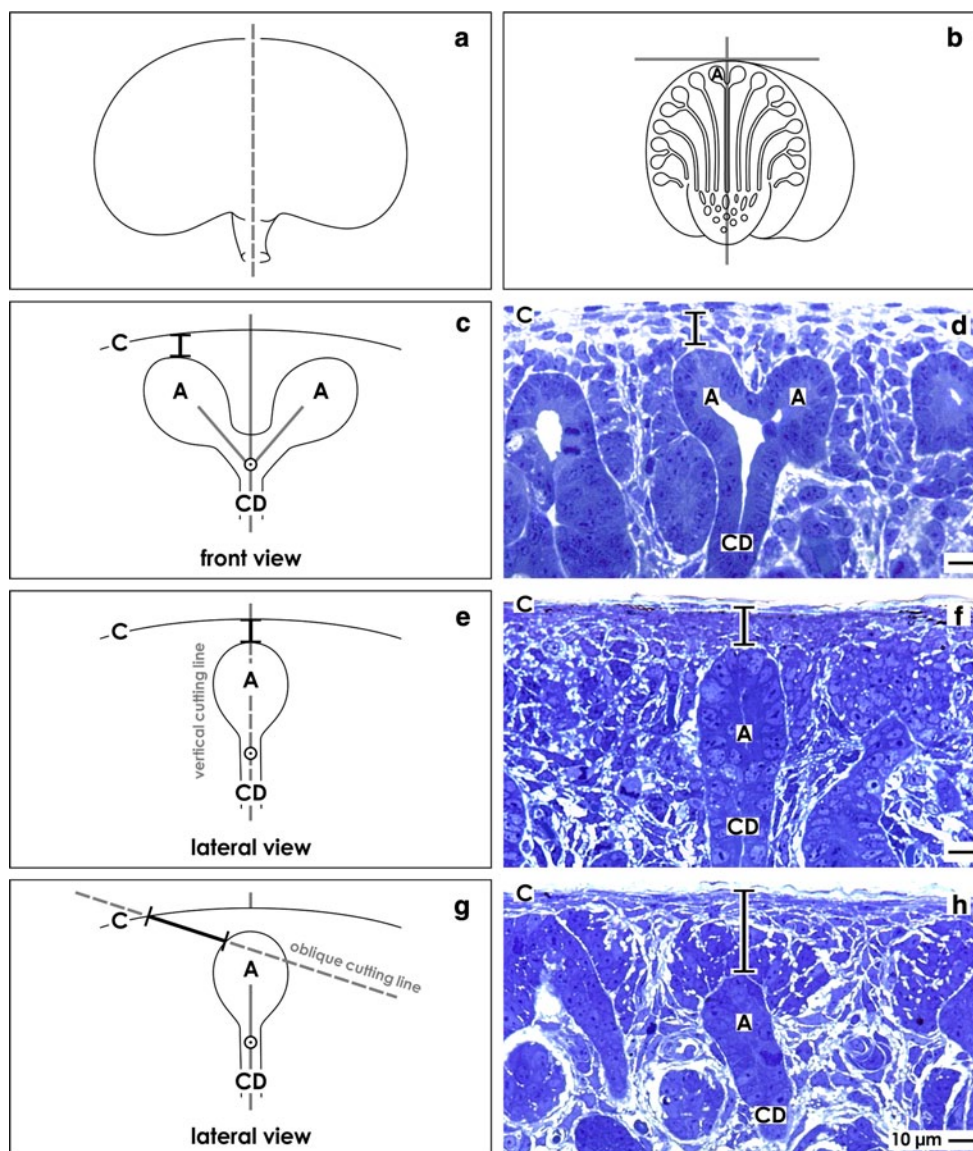 a
b
A
c
C
A
A
CD
front view
C
d
A
A
CD
e
C
vertical cutting line
A
CD
lateral view
C
f
A
CD
g
C
oblique cutting line
A
CD
lateral view
C
h
A
CD
10 µm